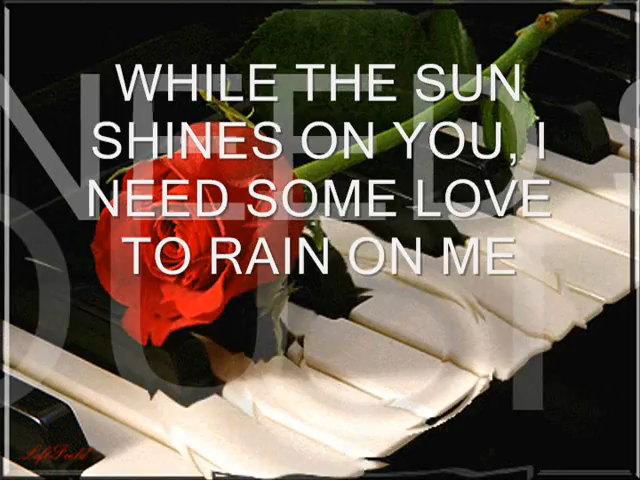 WHILE THE SUN
SHINES ON YOU, I
NEED SOME LOVE
TO RAIN ON ME